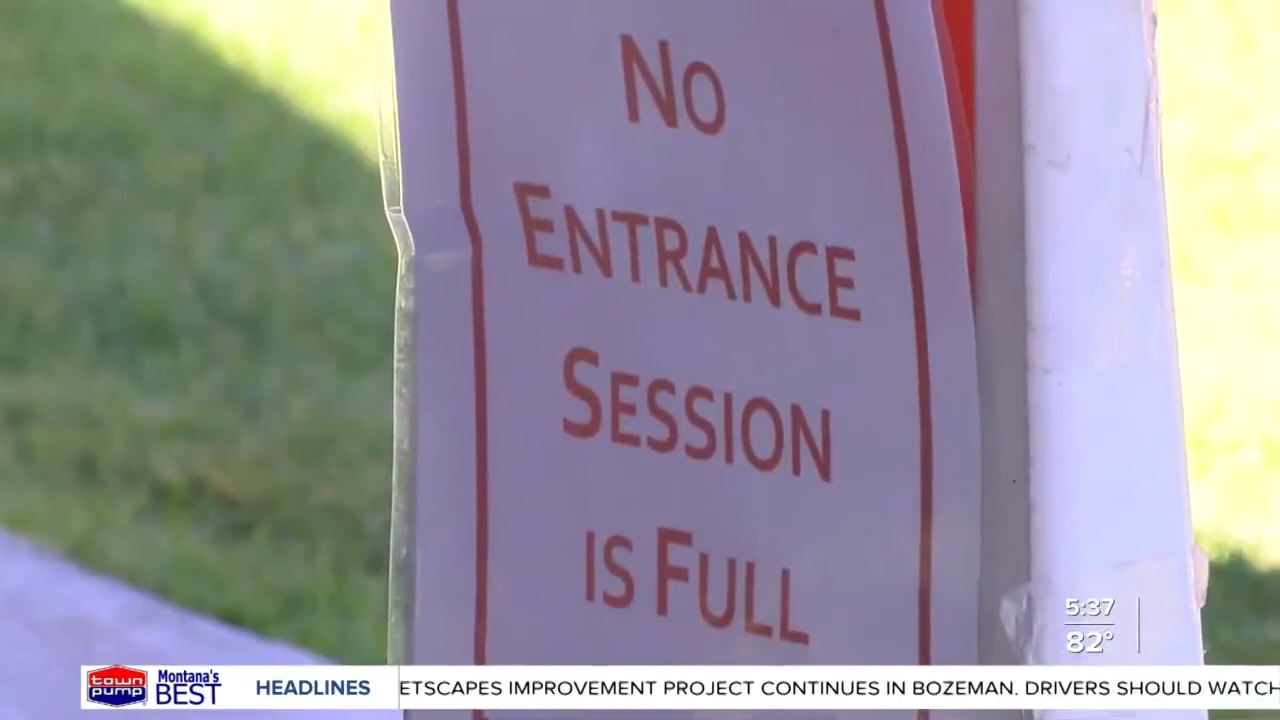 No
Entrance
Session
is Full
5:37
82°
town pump
Montana's
BEST
HEADLINES
ETSCAPES IMPROVEMENT PROJECT CONTINUES IN BOZEMAN. DRIVERS SHOULD WATCH